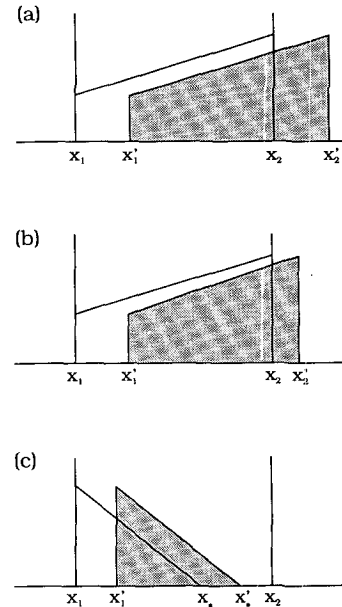 (a)
x₁ x′₁ x₂ x′₂
(b)
x₁ x′₁ x₂ x′₂
(c)
x₁ x′₁ x* x′* x₂